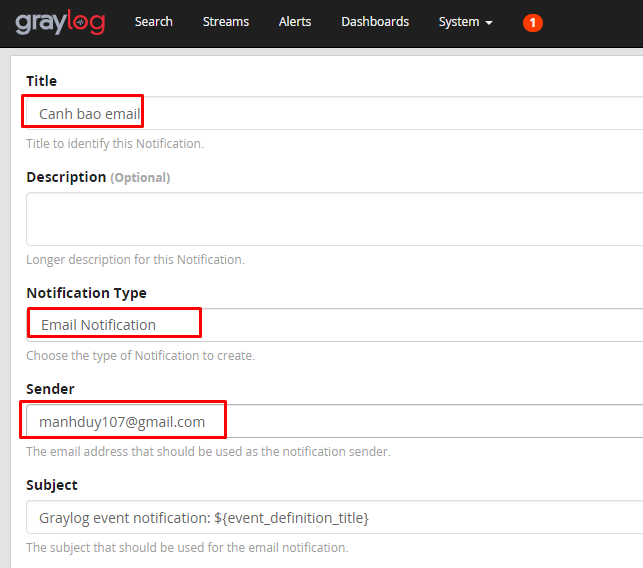 graylog Search Streams Alerts Dashboards System 1
Title
Canh bao email
Title to identify this Notification.
Description (Optional)
Longer description for this Notification.
Notification Type
Email Notification
Choose the type of Notification to create.
Sender
manhduy107@gmail.com
The email address that should be used as the notification sender.
Subject
Graylog event notification: ${event_definition_title}
The subject that should be used for the email notification.